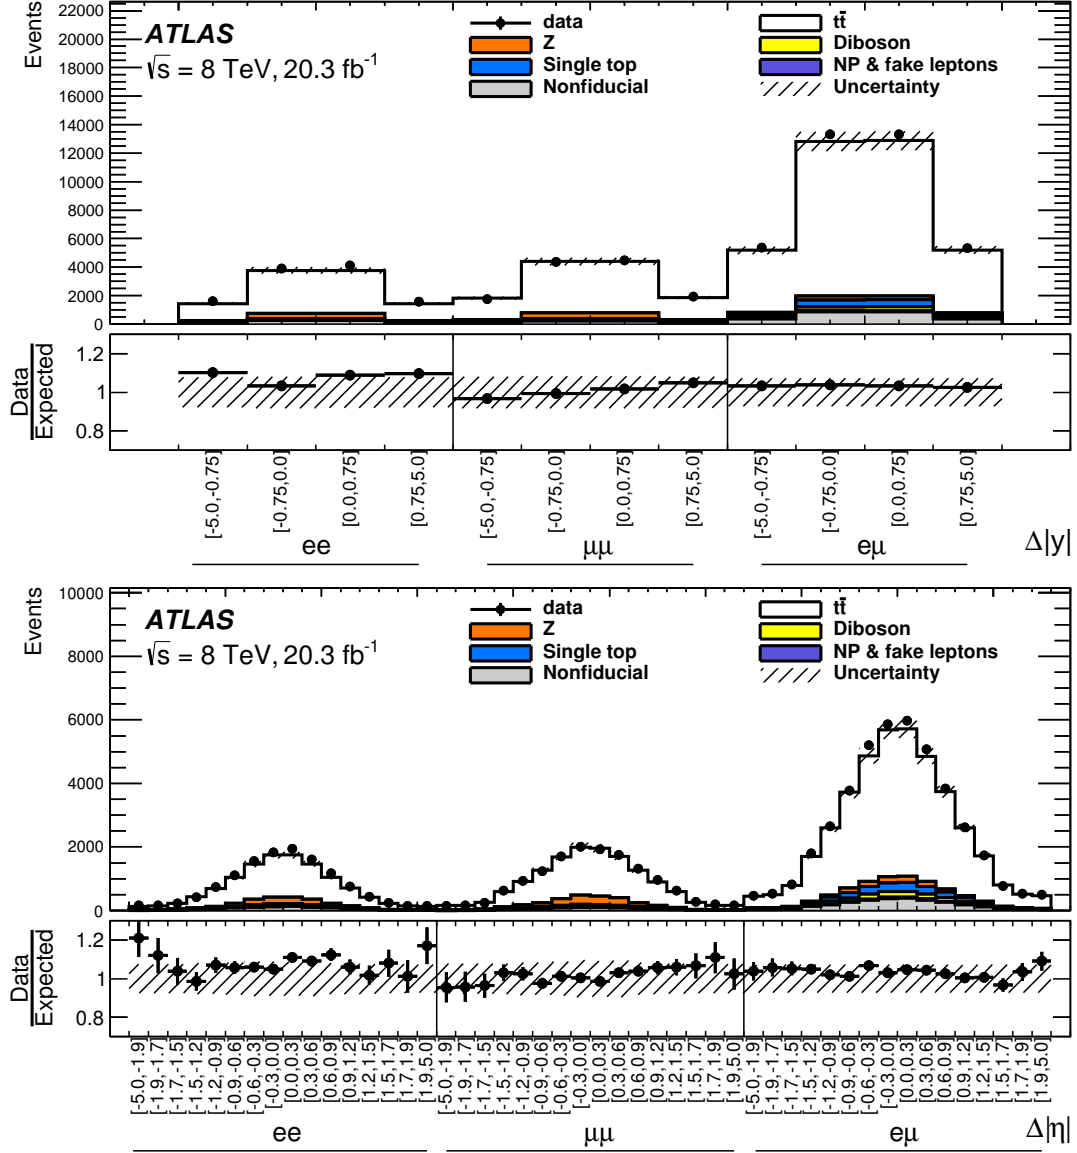 Events
22000
20000
18000
16000
14000
12000
10000
8000
6000
4000
2000
0
ATLAS
√s = 8 TeV, 20.3 fb⁻¹
data
Z
Single top
Nonfiducial
tt̄
Diboson
NP & fake leptons
Uncertainty
Data
Expected
1.2
1
0.8
[-5.0,-0.75] [-0.75,0.0] [0.0,0.75] [0.75,5.0] [-5.0,-0.75] [-0.75,0.0] [0.0,0.75] [0.75,5.0] [-5.0,-0.75] [-0.75,0.0] [0.0,0.75] [0.75,5.0]
ee μμ eμ Δ|y|
Events
10000
8000
6000
4000
2000
0
ATLAS
√s = 8 TeV, 20.3 fb⁻¹
data
Z
Single top
Nonfiducial
tt̄
Diboson
NP & fake leptons
Uncertainty
Data
Expected
1.2
1
0.8
[-5.0,-1.9] [-1.9,-1.7] [-1.7,-1.5] [-1.5,-1.2] [-1.2,-0.9] [-0.9,-0.6] [-0.6,-0.3] [-0.3,0.0] [0.0,0.3] [0.3,0.6] [0.6,0.9] [0.9,1.2] [1.2,1.5] [1.5,1.7] [1.7,1.9] [1.9,5.0] [-5.0,-1.9] [-1.9,-1.7] [-1.7,-1.5] [-1.5,-1.2] [-1.2,-0.9] [-0.9,-0.6] [-0.6,-0.3] [-0.3,0.0] [0.0,0.3] [0.3,0.6] [0.6,0.9] [0.9,1.2] [1.2,1.5] [1.5,1.7] [1.7,1.9] [1.9,5.0] [-5.0,-1.9] [-1.9,-1.7] [-1.7,-1.5] [-1.5,-1.2] [-1.2,-0.9] [-0.9,-0.6] [-0.6,-0.3] [-0.3,0.0] [0.0,0.3] [0.3,0.6] [0.6,0.9] [0.9,1.2] [1.2,1.5] [1.5,1.7] [1.7,1.9] [1.9,5.0]
ee μμ eμ Δ|η|